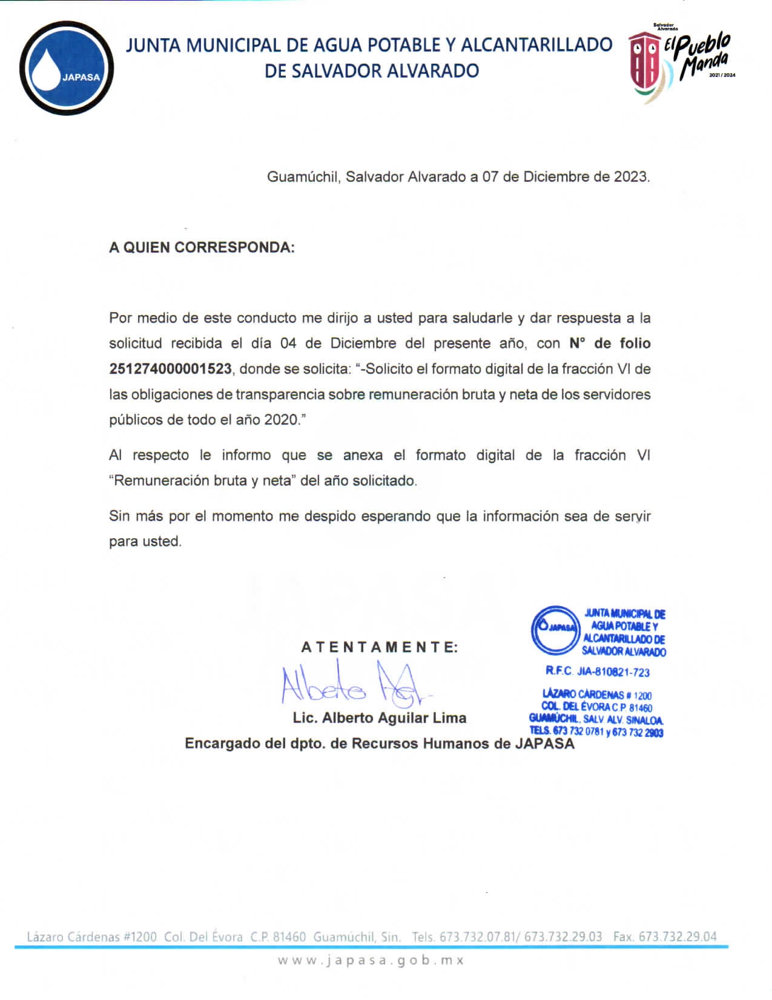 JAPASA
JUNTA MUNICIPAL DE AGUA POTABLE Y ALCANTARILLADO
DE SALVADOR ALVARADO
Salvador
Alvarado
El Pueblo
Manda
2021 / 2024
Guamúchil, Salvador Alvarado a 07 de Diciembre de 2023.
A QUIEN CORRESPONDA:
Por medio de este conducto me dirijo a usted para saludarle y dar respuesta a la
solicitud recibida el día 04 de Diciembre del presente año, con N° de folio
251274000001523, donde se solicita: “-Solicito el formato digital de la fracción VI de
las obligaciones de transparencia sobre remuneración bruta y neta de los servidores
públicos de todo el año 2020.”
Al respecto le informo que se anexa el formato digital de la fracción VI
“Remuneración bruta y neta” del año solicitado.
Sin más por el momento me despido esperando que la información sea de servir
para usted.
JAPASA
A T E N T A M E N T E:
Alberto
Lic. Alberto Aguilar Lima
Encargado del dpto. de Recursos Humanos de JAPASA
JAPASA
JUNTA MUNICIPAL DE
AGUA POTABLE Y
ALCANTARILLADO DE
SALVADOR ALVARADO
R.F.C. JIA-810821-723
LÁZARO CÁRDENAS # 1200
COL. DEL ÉVORA C.P. 81460
GUAMÚCHIL, SALV. ALV. SINALOA.
TELS. 673 732 0781 y 673 732 2903
Lázaro Cárdenas #1200 Col. Del Évora C.P. 81460 Guamúchil, Sin. Tels. 673.732.07.81/ 673.732.29.03 Fax. 673.732.29.04
www.japasa.gob.mx